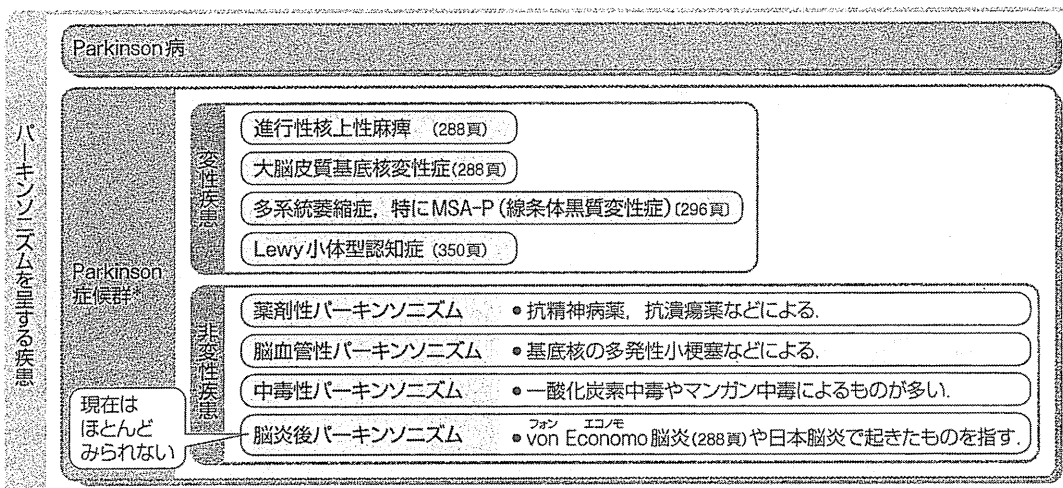 パーキンソニズムを呈する疾患
Parkinson病
Parkinson
症候群*
変性疾患
進行性核上性麻痺 (288頁)
大脳皮質基底核変性症(288頁)
多系統萎縮症，特にMSA-P(線条体黒質変性症)〔296頁〕
Lewy小体型認知症 (350頁)
非変性疾患
薬剤性パーキンソニズム ●抗精神病薬，抗潰瘍薬などによる.
脳血管性パーキンソニズム ●基底核の多発性小梗塞などによる.
中毒性パーキンソニズム ●一酸化炭素中毒やマンガン中毒によるものが多い.
フォン エコノモ
脳炎後パーキンソニズム ●von Economo脳炎(288頁)や日本脳炎で起きたものを指す.
現在は
ほとんど
みられない